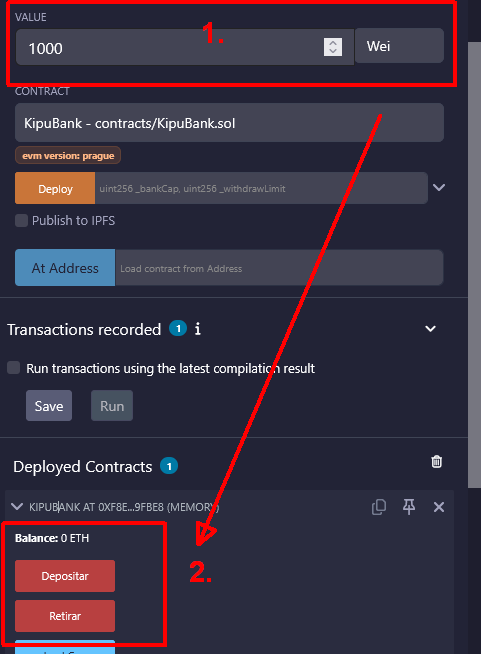 VALUE
1.
1000
Wei
CONTRACT
KipuBank - contracts/KipuBank.sol
evm version: prague
Deploy
uint256 _bankCap, uint256 _withdrawLimit
Publish to IPFS
At Address
Load contract from Address
Transactions recorded 1 i
Run transactions using the latest compilation result
Save
Run
Deployed Contracts 1
KIPUBANK AT 0XF8E...9FBE8 (MEMORY)
Balance: 0 ETH
Depositar
2.
Retirar